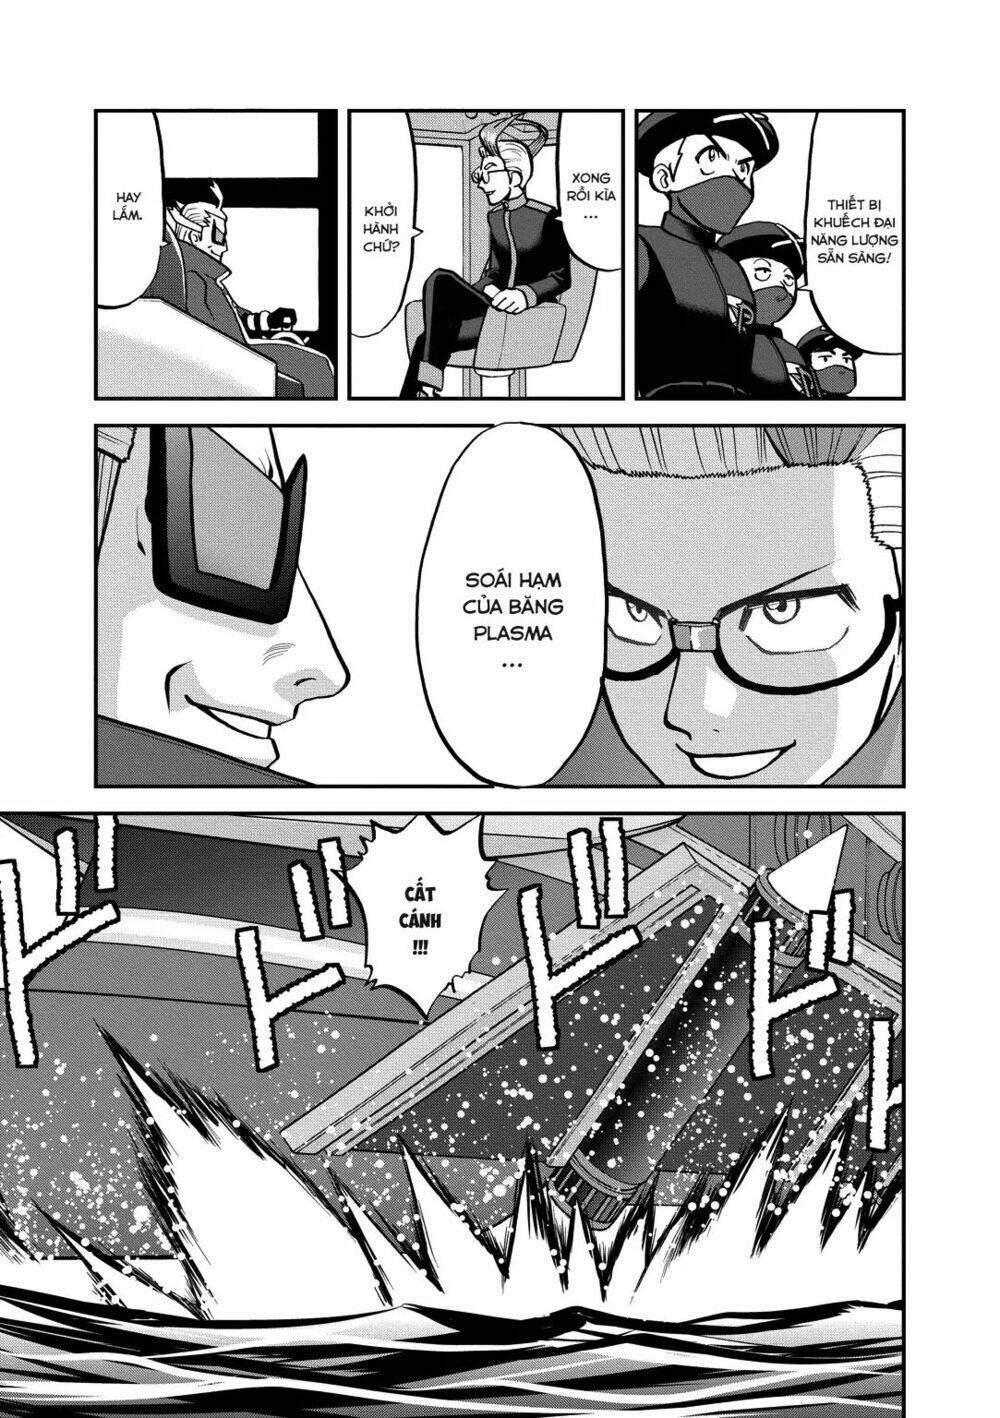 THIẾT BỊ
KHUẾCH ĐẠI
NĂNG LƯỢNG
SẴN SÀNG!
XONG
RỒI KÌA
...
KHỞI
HÀNH
CHỨ?
HAY
LẮM.
SOÁI HẠM
CỦA BĂNG
PLASMA
...
CẤT
CÁNH
!!!
ドドドドドド